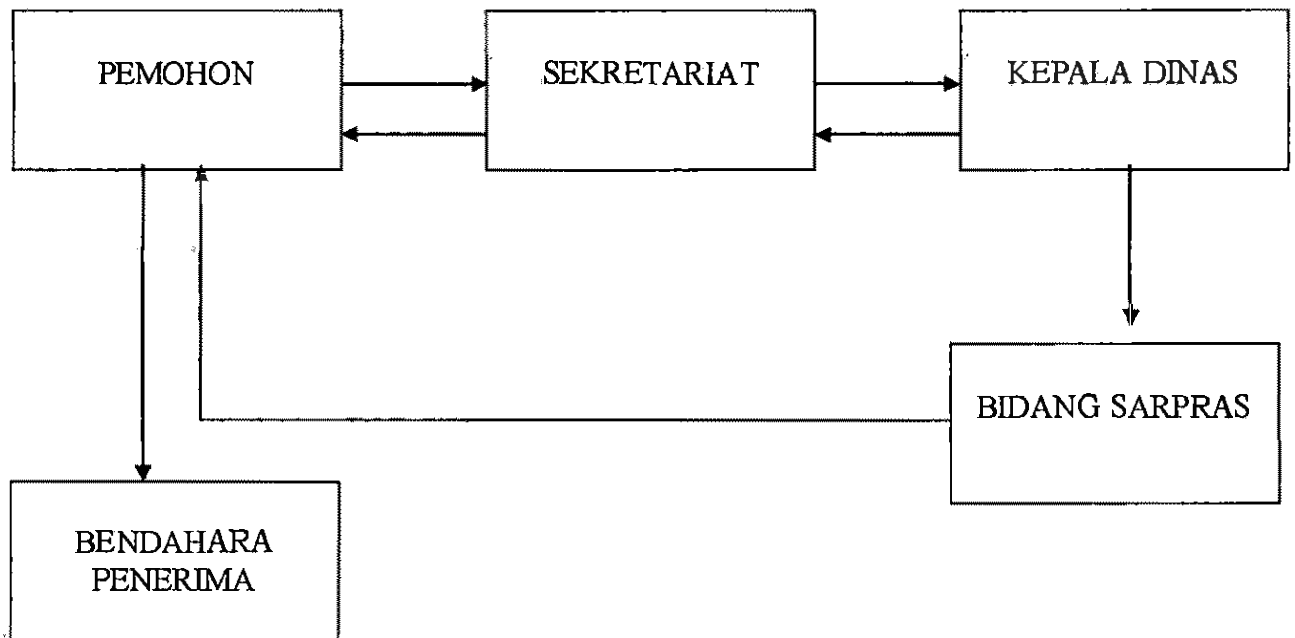 PEMOHON
SEKRETARIAT
KEPALA DINAS
BIDANG SARPRAS
BENDAHARA
PENERIMA